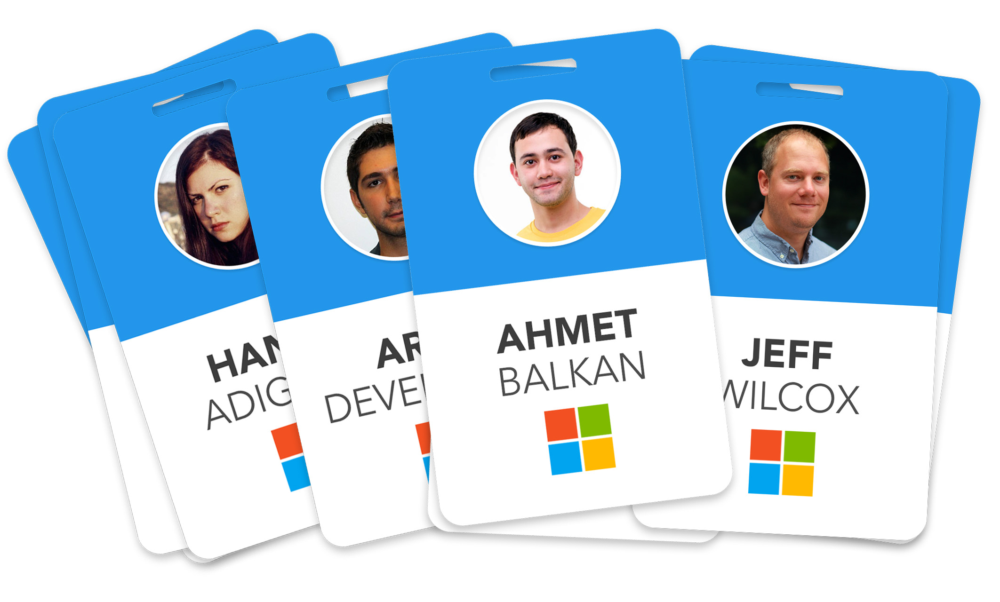 HAN
ADIG
AR
DEVE
AHMET
BALKAN
JEFF
WILCOX